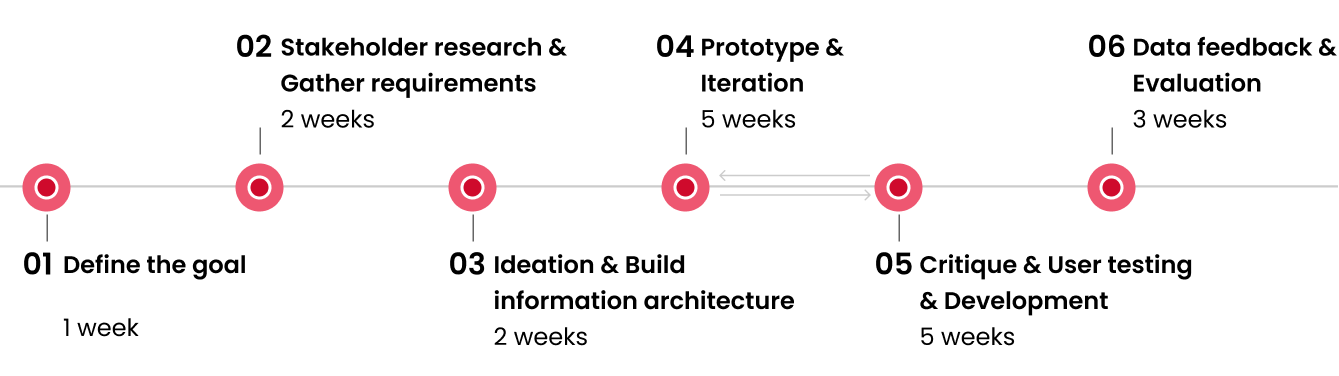 01 Define the goal
1 week
02 Stakeholder research &
Gather requirements
2 weeks
03 Ideation & Build
information architecture
2 weeks
04 Prototype &
Iteration
5 weeks
05 Critique & User testing
& Development
5 weeks
06 Data feedback &
Evaluation
3 weeks